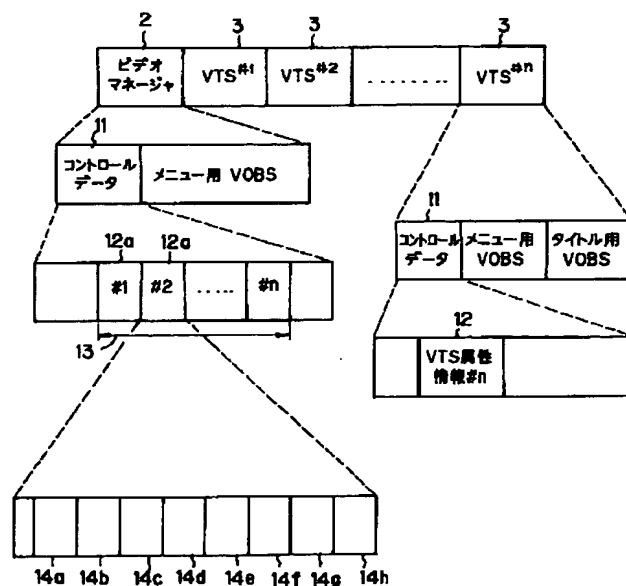 2 3 3 3
ビデオ
マネージャ
VTS#1 VTS#2 ........ VTS#n
11
コントロール
データ
メニュー用 VOBS
11
コントロール
データ
メニュー用
VOBS
タイトル用
VOBS
12a 12a
#1 #2 ..... #n
13
12
VTS属性
情報#n
14a 14b 14c 14d 14e 14f 14g 14h